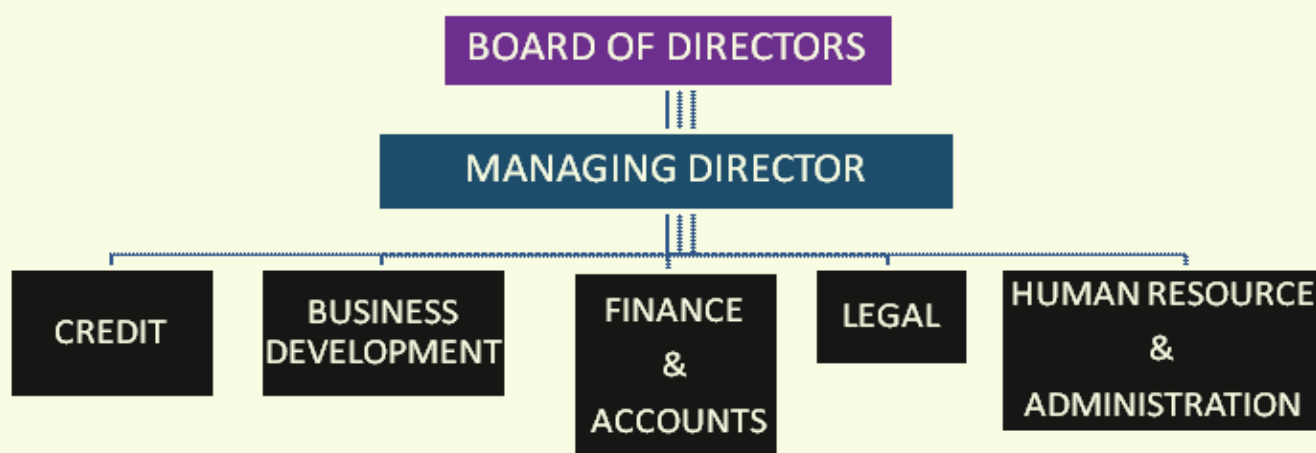 BOARD OF DIRECTORS
MANAGING DIRECTOR
CREDIT
BUSINESS
DEVELOPMENT
FINANCE
&
ACCOUNTS
LEGAL
HUMAN RESOURCE
&
ADMINISTRATION